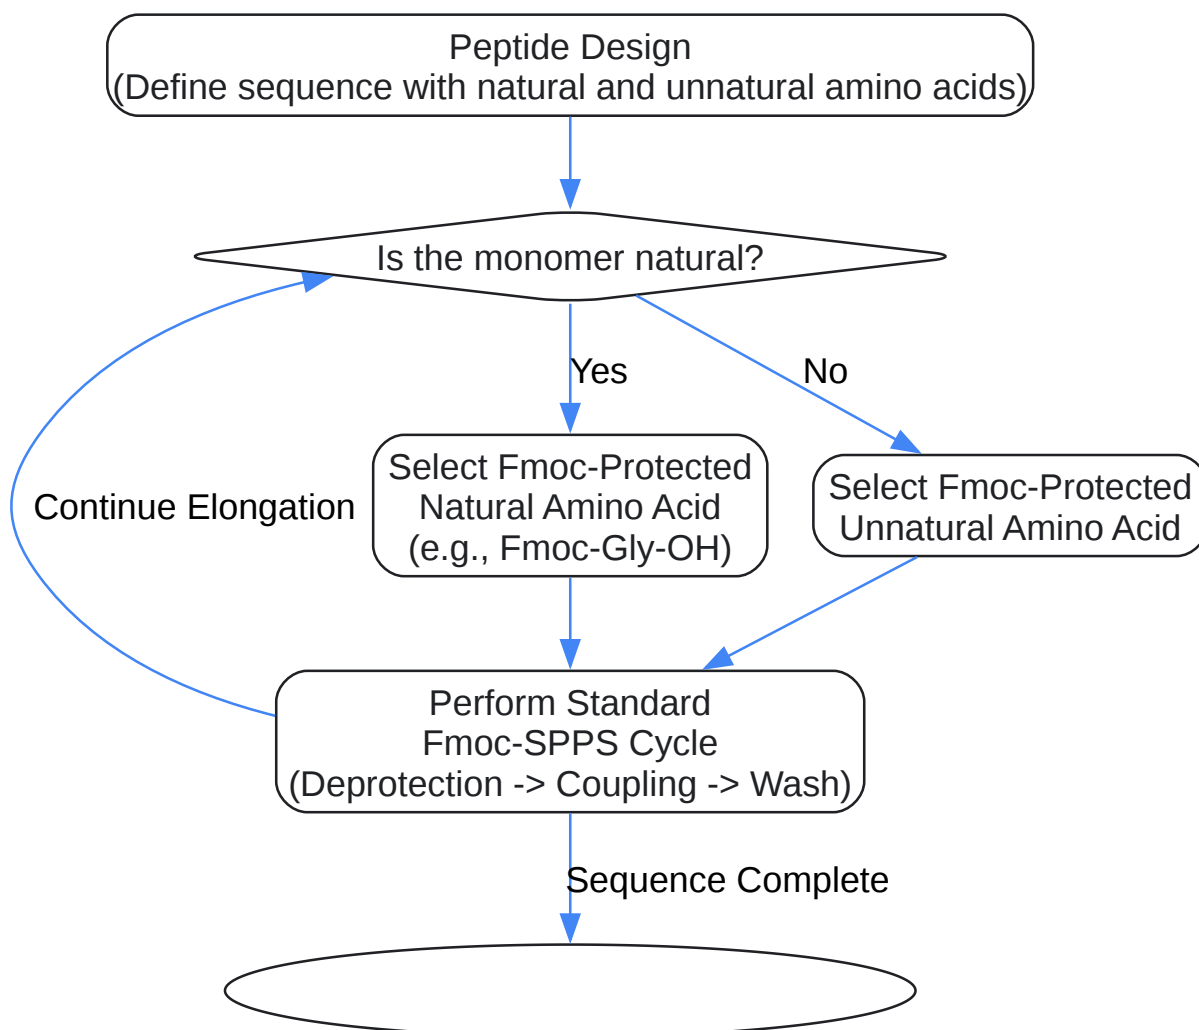 Peptide Design
(Define sequence with natural and unnatural amino acids)
Is the monomer natural?
Yes
No
Select Fmoc-Protected
Natural Amino Acid
(e.g., Fmoc-Gly-OH)
Select Fmoc-Protected
Unnatural Amino Acid
Continue Elongation
Perform Standard
Fmoc-SPPS Cycle
(Deprotection -> Coupling -> Wash)
Sequence Complete